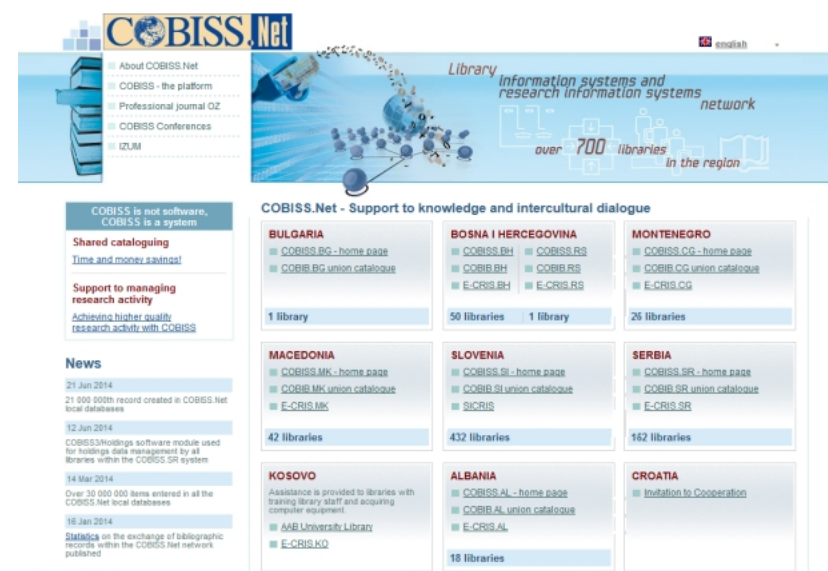 COBISS.Net
english
About COBISS.Net
COBISS - the platform
Professional journal OZ
COBISS Conferences
IZUM
Library
information systems and
research information systems
network
over 700 libraries
in the region
COBISS is not software,
COBISS is a system
Shared cataloguing
Time and money savings!
Support to managing
research activity
Achieving higher quality
research activity with COBISS
News
21 Jun 2014
21 000 000th record created in COBISS.Net
local databases
12 Jun 2014
COBISS3/Holdings software module used
for holdings data management by all
libraries within the COBISS.SR system
14 Mar 2014
Over 30 000 000 items entered in all the
COBISS.Net local databases
16 Jan 2014
Statistics on the exchange of bibliographic
records within the COBISS.Net network
published
COBISS.Net - Support to knowledge and intercultural dialogue
BULGARIA
COBISS.BG - home page
COBIB.BG union catalogue
1 library
BOSNA I HERCEGOVINA
COBISS.BH COBISS.RS
COBIB.BH COBIB.RS
E-CRIS.BH E-CRIS.RS
50 libraries 1 library
MONTENEGRO
COBISS.CG - home page
COBIB.CG union catalogue
E-CRIS.CG
26 libraries
MACEDONIA
COBISS.MK - home page
COBIB.MK union catalogue
E-CRIS.MK
42 libraries
SLOVENIA
COBISS.SI - home page
COBIB.SI union catalogue
SICRIS
432 libraries
SERBIA
COBISS.SR - home page
COBIB.SR union catalogue
E-CRIS.SR
162 libraries
KOSOVO
Assistance is provided to libraries with
training library staff and acquiring
computer equipment.
AAB University Library
E-CRIS.KO
ALBANIA
COBISS.AL - home page
COBIB.AL union catalogue
E-CRIS.AL
18 libraries
CROATIA
Invitation to Cooperation